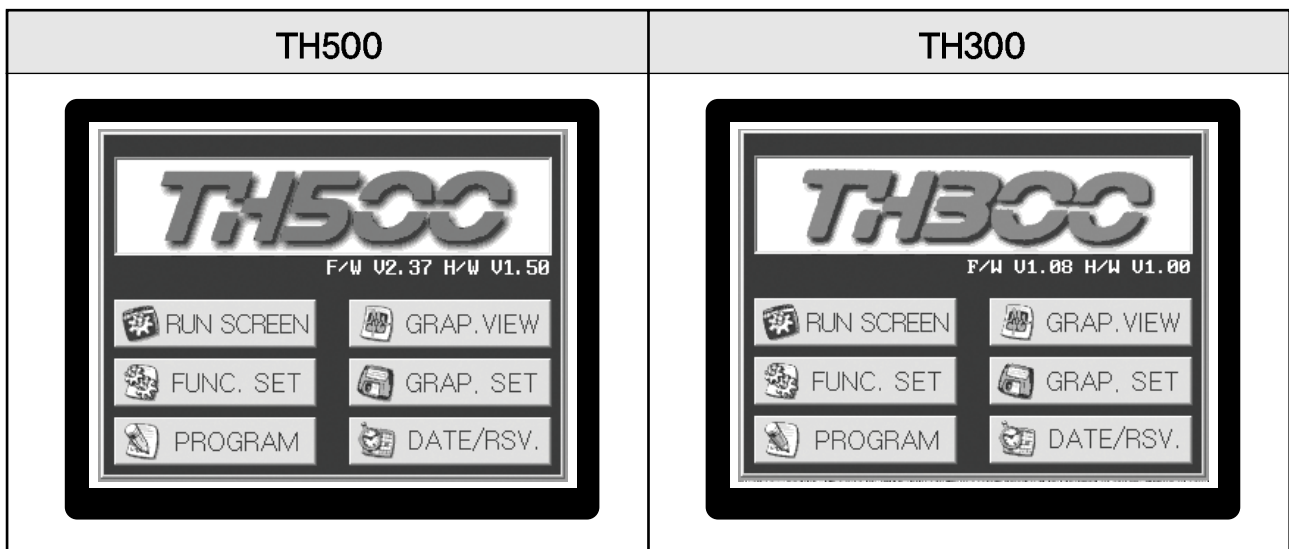 TH500
TH300
TH500
F/W V2.37 H/W V1.50
RUN SCREEN
GRAP.VIEW
FUNC. SET
GRAP. SET
PROGRAM
DATE/RSV.
TH300
F/W V1.08 H/W V1.00
RUN SCREEN
GRAP.VIEW
FUNC. SET
GRAP. SET
PROGRAM
DATE/RSV.